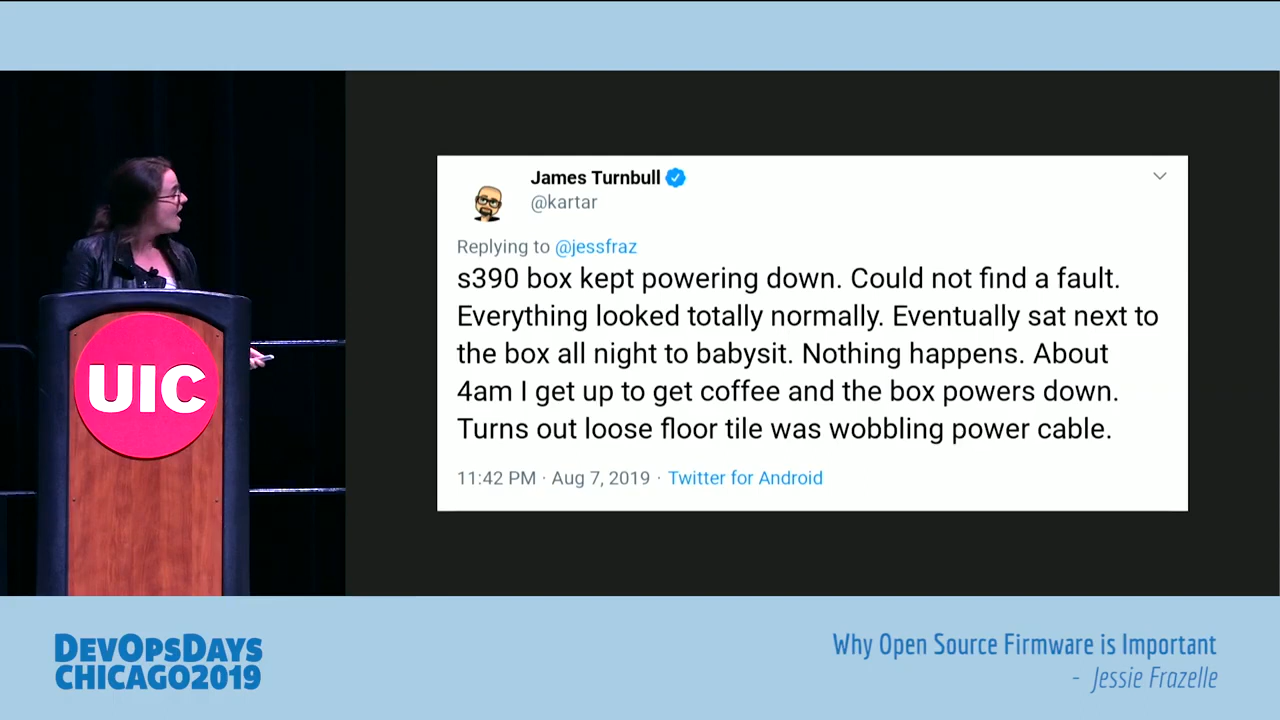 James Turnbull
@kartar
Replying to @jessfraz
s390 box kept powering down. Could not find a fault.
Everything looked totally normally. Eventually sat next to
the box all night to babysit. Nothing happens. About
4am I get up to get coffee and the box powers down.
Turns out loose floor tile was wobbling power cable.
11:42 PM · Aug 7, 2019 · Twitter for Android
UIC
DEVOPSDAYS
CHICAGO2019
Why Open Source Firmware is Important
- Jessie Frazelle